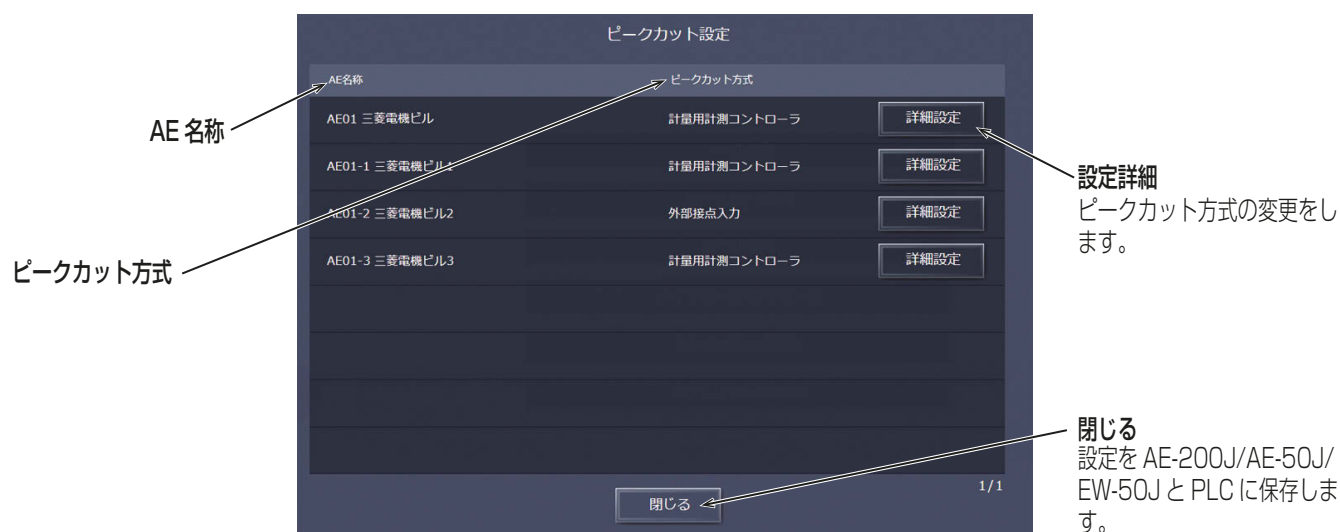 ピークカット設定
AE名称 ピークカット方式
AE01 三菱電機ビル 計量用計測コントローラ 詳細設定
AE01-1 三菱電機ビル1 計量用計測コントローラ 詳細設定
AE01-2 三菱電機ビル2 外部接点入力 詳細設定
AE01-3 三菱電機ビル3 計量用計測コントローラ 詳細設定
1/1
閉じる
AE 名称
ピークカット方式
設定詳細
ピークカット方式の変更をし
ます。
閉じる
設定を AE-200J/AE-50J/
EW-50J と PLC に保存しま
す。